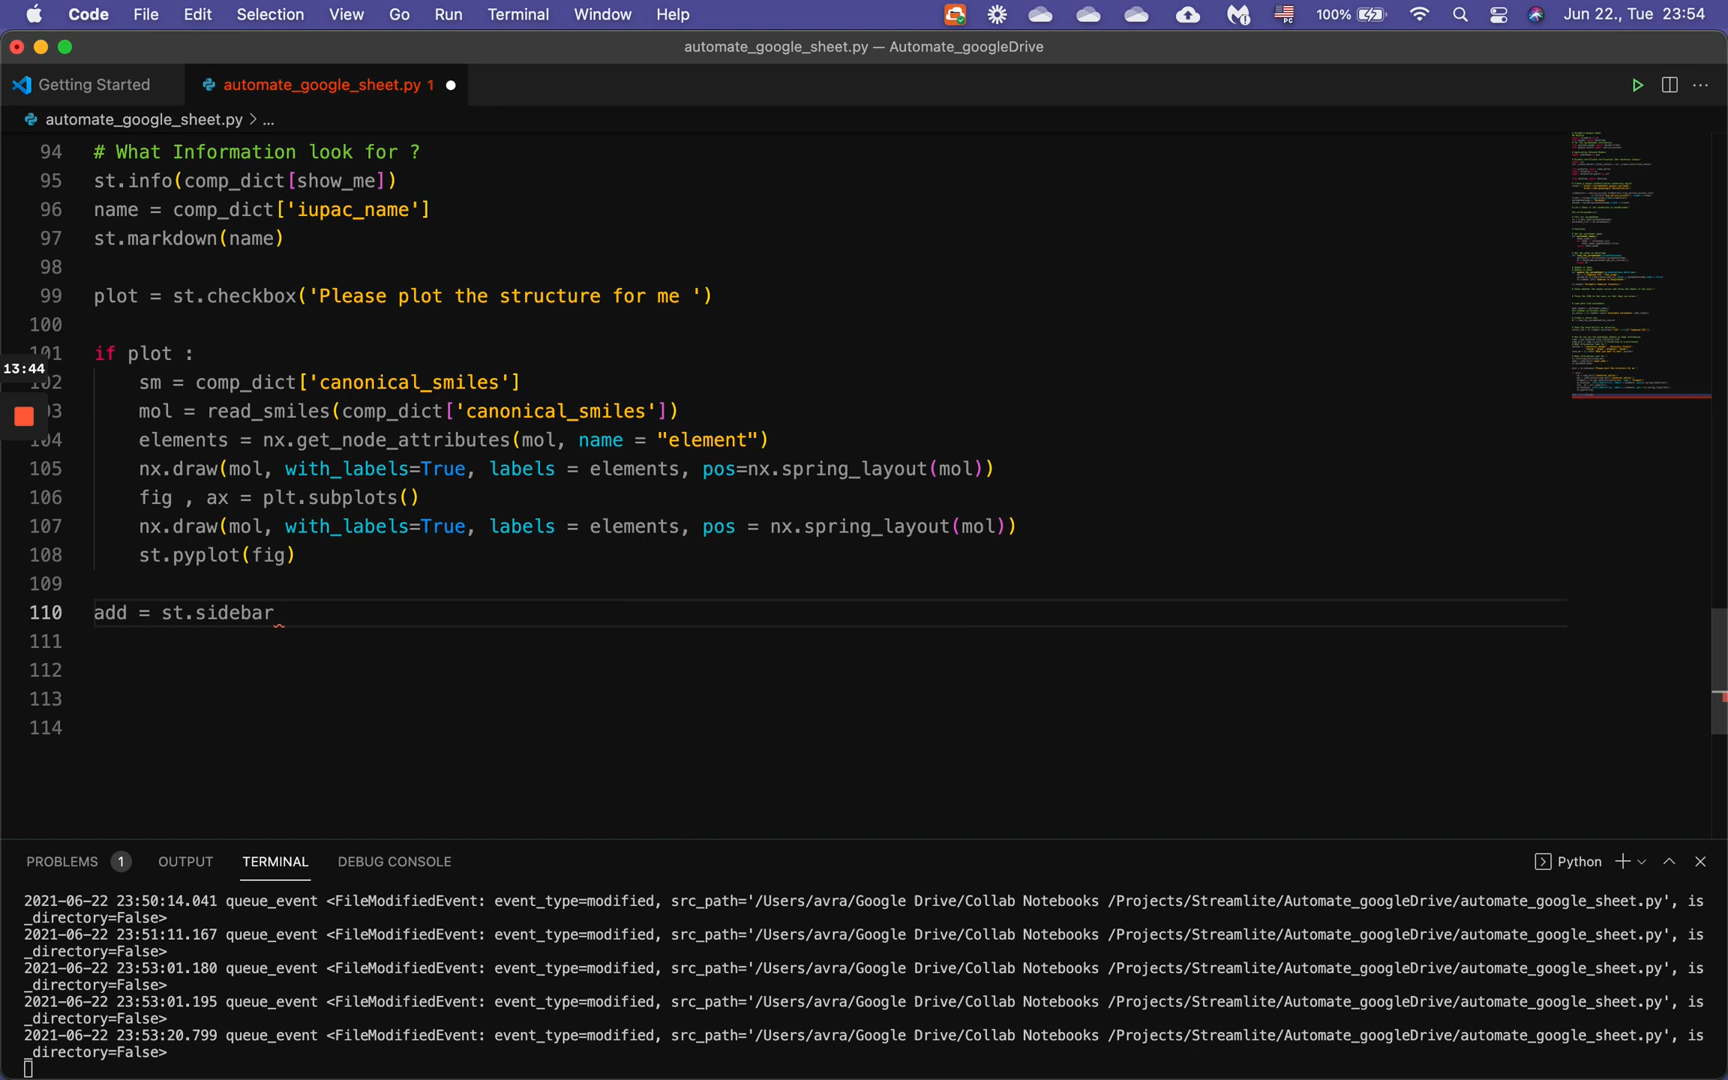 Code File Edit Selection View Go Run Terminal Window Help 100% Jun 22., Tue 23:54
automate_google_sheet.py — Automate_googleDrive
Getting Started automate_google_sheet.py 1
automate_google_sheet.py > ...
94 # What Information look for ?
95 st.info(comp_dict[show_me])
96 name = comp_dict['iupac_name']
97 st.markdown(name)
98
99 plot = st.checkbox('Please plot the structure for me ')
100
101 if plot :
13:44
102 sm = comp_dict['canonical_smiles']
103 mol = read_smiles(comp_dict['canonical_smiles'])
104 elements = nx.get_node_attributes(mol, name = "element")
105 nx.draw(mol, with_labels=True, labels = elements, pos=nx.spring_layout(mol))
106 fig , ax = plt.subplots()
107 nx.draw(mol, with_labels=True, labels = elements, pos = nx.spring_layout(mol))
108 st.pyplot(fig)
109
110 add = st.sidebar
111
112
113
114
PROBLEMS 1 OUTPUT TERMINAL DEBUG CONSOLE Python
2021-06-22 23:50:14.041 queue_event <FileModifiedEvent: event_type=modified, src_path='/Users/avra/Google Drive/Collab Notebooks /Projects/Streamlite/Automate_googleDrive/automate_google_sheet.py', is
_directory=False>
2021-06-22 23:51:11.167 queue_event <FileModifiedEvent: event_type=modified, src_path='/Users/avra/Google Drive/Collab Notebooks /Projects/Streamlite/Automate_googleDrive/automate_google_sheet.py', is
_directory=False>
2021-06-22 23:53:01.180 queue_event <FileModifiedEvent: event_type=modified, src_path='/Users/avra/Google Drive/Collab Notebooks /Projects/Streamlite/Automate_googleDrive/automate_google_sheet.py', is
_directory=False>
2021-06-22 23:53:01.195 queue_event <FileModifiedEvent: event_type=modified, src_path='/Users/avra/Google Drive/Collab Notebooks /Projects/Streamlite/Automate_googleDrive/automate_google_sheet.py', is
_directory=False>
2021-06-22 23:53:20.799 queue_event <FileModifiedEvent: event_type=modified, src_path='/Users/avra/Google Drive/Collab Notebooks /Projects/Streamlite/Automate_googleDrive/automate_google_sheet.py', is
_directory=False>